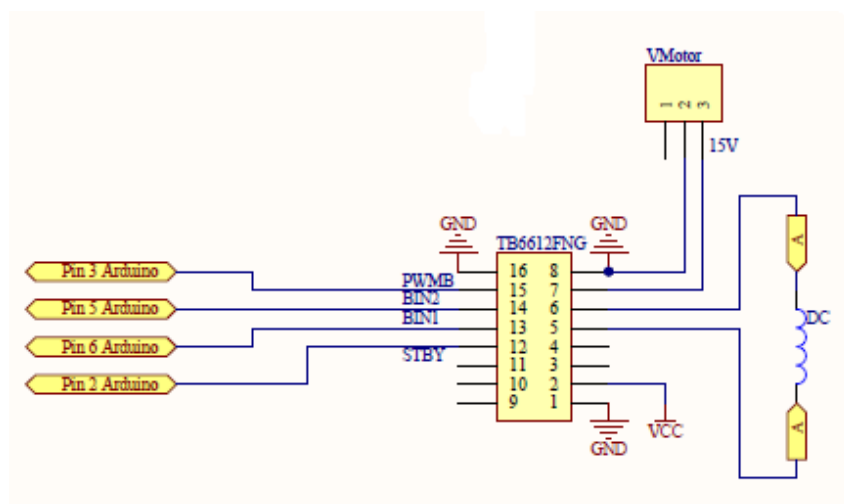 VMotor
1 2 3
15V
GND GND
TB6612FNG
Pin 3 Arduino
Pin 5 Arduino
Pin 6 Arduino
Pin 2 Arduino
PWMB
BIN2
BIN1
STBY
16 8
15 7
14 6
13 5
12 4
11 3
10 2
9 1
GND
VCC
A
DC
A